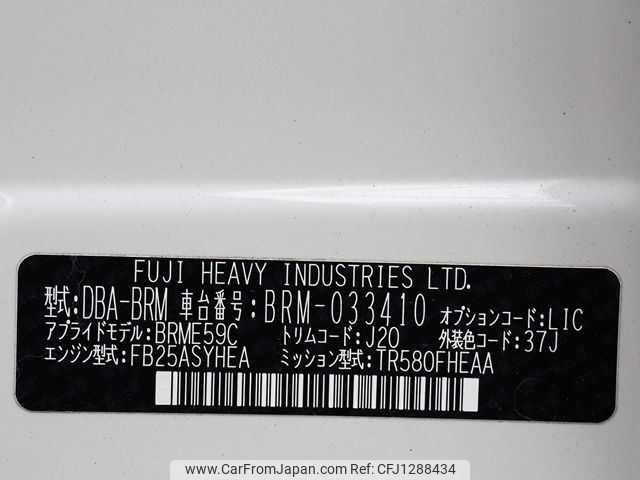 FUJI HEAVY INDUSTRIES LTD.
型式:DBA-BRM 車台番号:BRM-033410 オプションコード:LIC
アプライドモデル:BRME59C トリムコード:J20 外装色コード:37J
エンジン型式:FB25ASYHEA ミッション型式:TR580FHEAA
www.CarFromJapan.com | © CarFromJapan | CFJ1288434